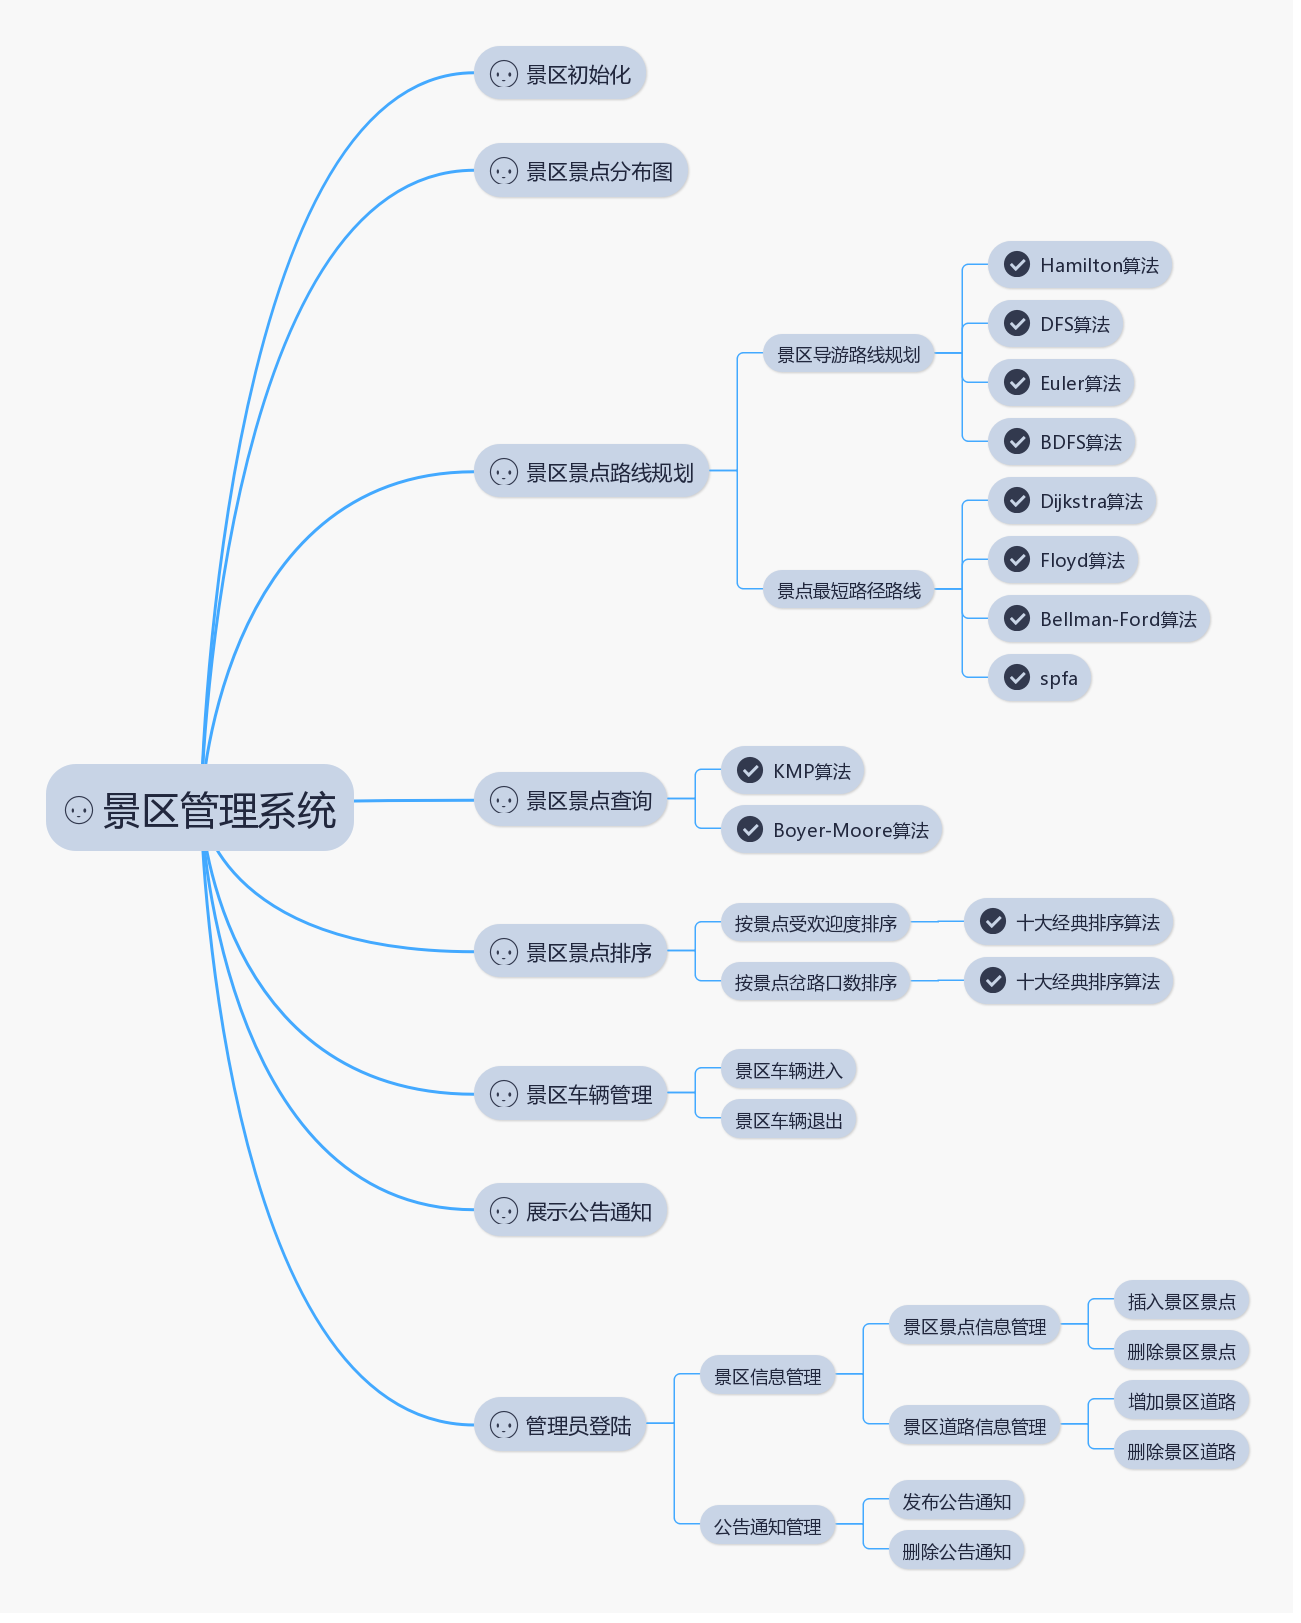 景区初始化
景区景点分布图
Hamilton算法
DFS算法
景区导游路线规划
Euler算法
BDFS算法
景区景点路线规划
Dijkstra算法
Floyd算法
景点最短路径路线
Bellman-Ford算法
spfa
景区管理系统
KMP算法
景区景点查询
Boyer-Moore算法
按景点受欢迎度排序
十大经典排序算法
景区景点排序
按景点岔路口数排序
十大经典排序算法
景区车辆进入
景区车辆管理
景区车辆退出
展示公告通知
插入景区景点
景区景点信息管理
删除景区景点
景区信息管理
增加景区道路
景区道路信息管理
删除景区道路
管理员登陆
发布公告通知
公告通知管理
删除公告通知